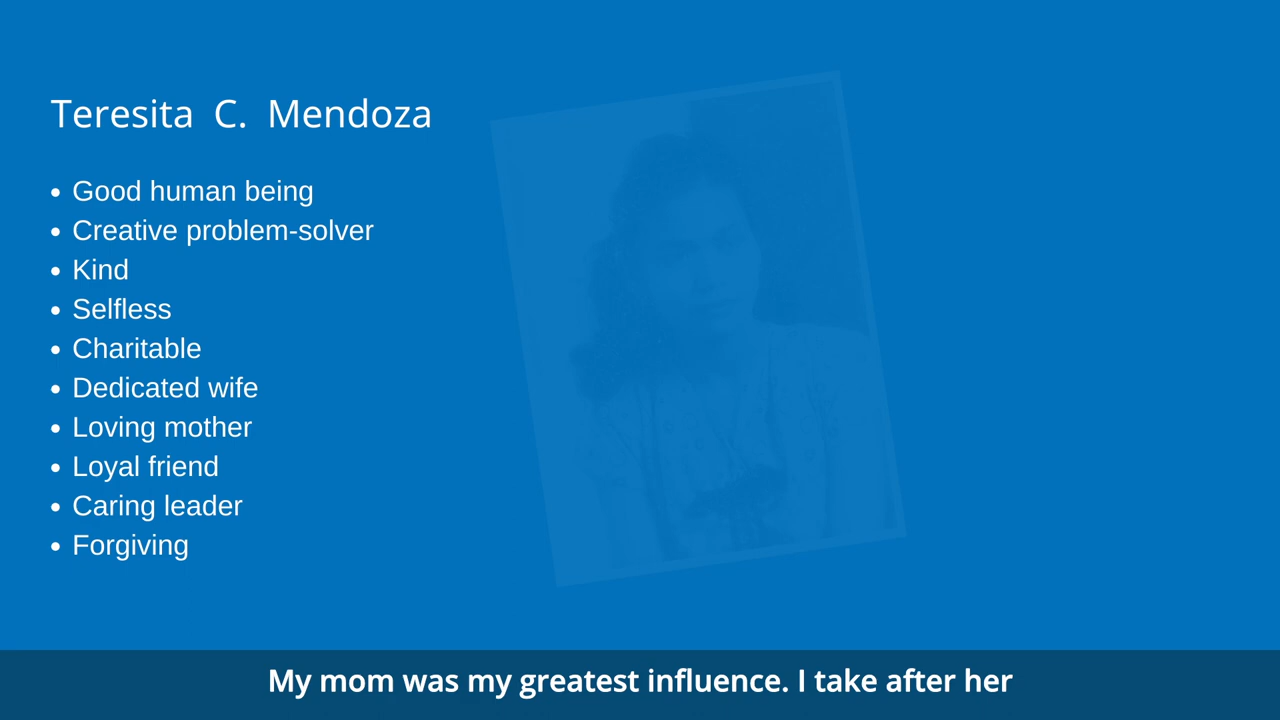 Teresita C. Mendoza
• Good human being
• Creative problem-solver
• Kind
• Selfless
• Charitable
• Dedicated wife
• Loving mother
• Loyal friend
• Caring leader
• Forgiving
My mom was my greatest influence. I take after her